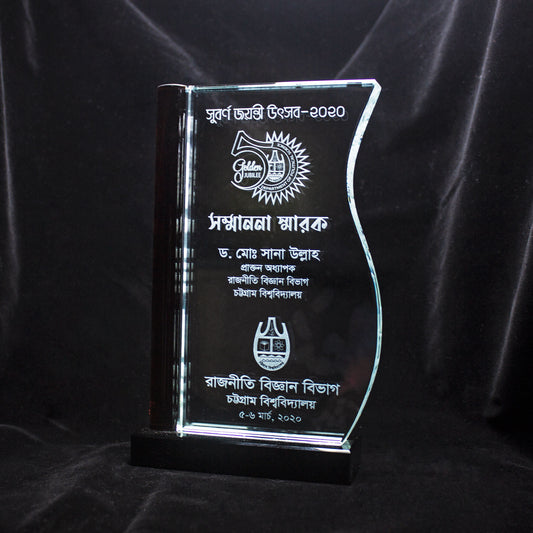 সুবর্ণ জয়ন্তী উৎসব-২০২০
50
Golden
JUBILEE
সম্মাননা স্মারক
ড. মোঃ সানা উল্লাহ
প্রাক্তন অধ্যাপক
রাজনীতি বিজ্ঞান বিভাগ
চট্টগ্রাম বিশ্ববিদ্যালয়
রাজনীতি বিজ্ঞান বিভাগ
চট্টগ্রাম বিশ্ববিদ্যালয়
৫-৬ মার্চ, ২০২০